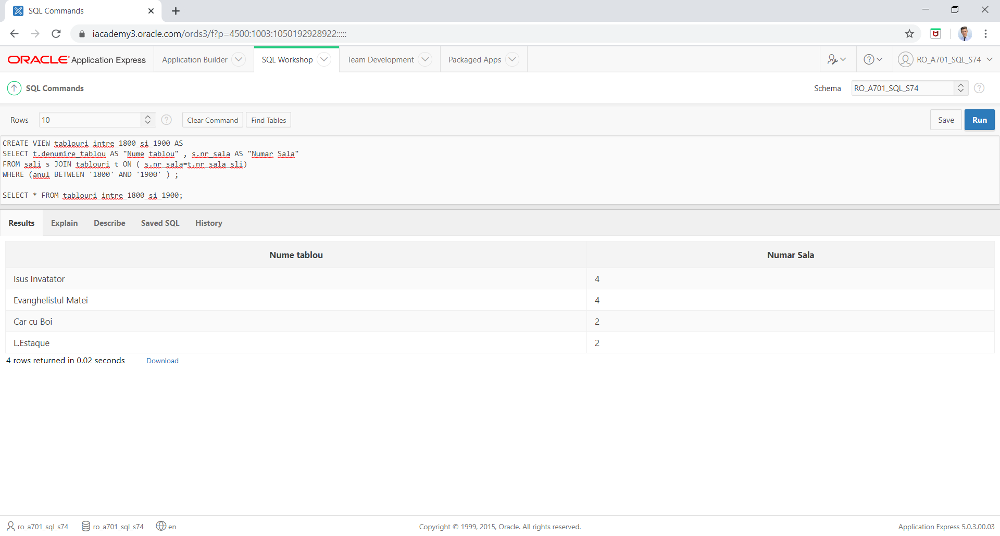 SQL Commands
iacademy3.oracle.com/ords3/f?p=4500:1003:1050192928922:::::
ORACLE Application Express Application Builder SQL Workshop Team Development Packaged Apps RO_A701_SQL_S74
SQL Commands Schema RO_A701_SQL_S74
Rows 10 Clear Command Find Tables Save Run
CREATE VIEW tablouri_intre_1800_si_1900 AS
SELECT t.denumire_tablou AS "Nume tablou" , s.nr_sala AS "Numar Sala"
FROM sali s JOIN tablouri t ON ( s.nr_sala=t.nr_sala_sli)
WHERE (anul BETWEEN '1800' AND '1900' ) ;
SELECT * FROM tablouri_intre_1800_si_1900;
Results Explain Describe Saved SQL History
Nume tablou Numar Sala
Isus Invatator 4
Evanghelistul Matei 4
Car cu Boi 2
L.Estaque 2
4 rows returned in 0.02 seconds Download
ro_a701_sql_s74 ro_a701_sql_s74 en Copyright © 1999, 2015, Oracle. All rights reserved. Application Express 5.0.3.00.03